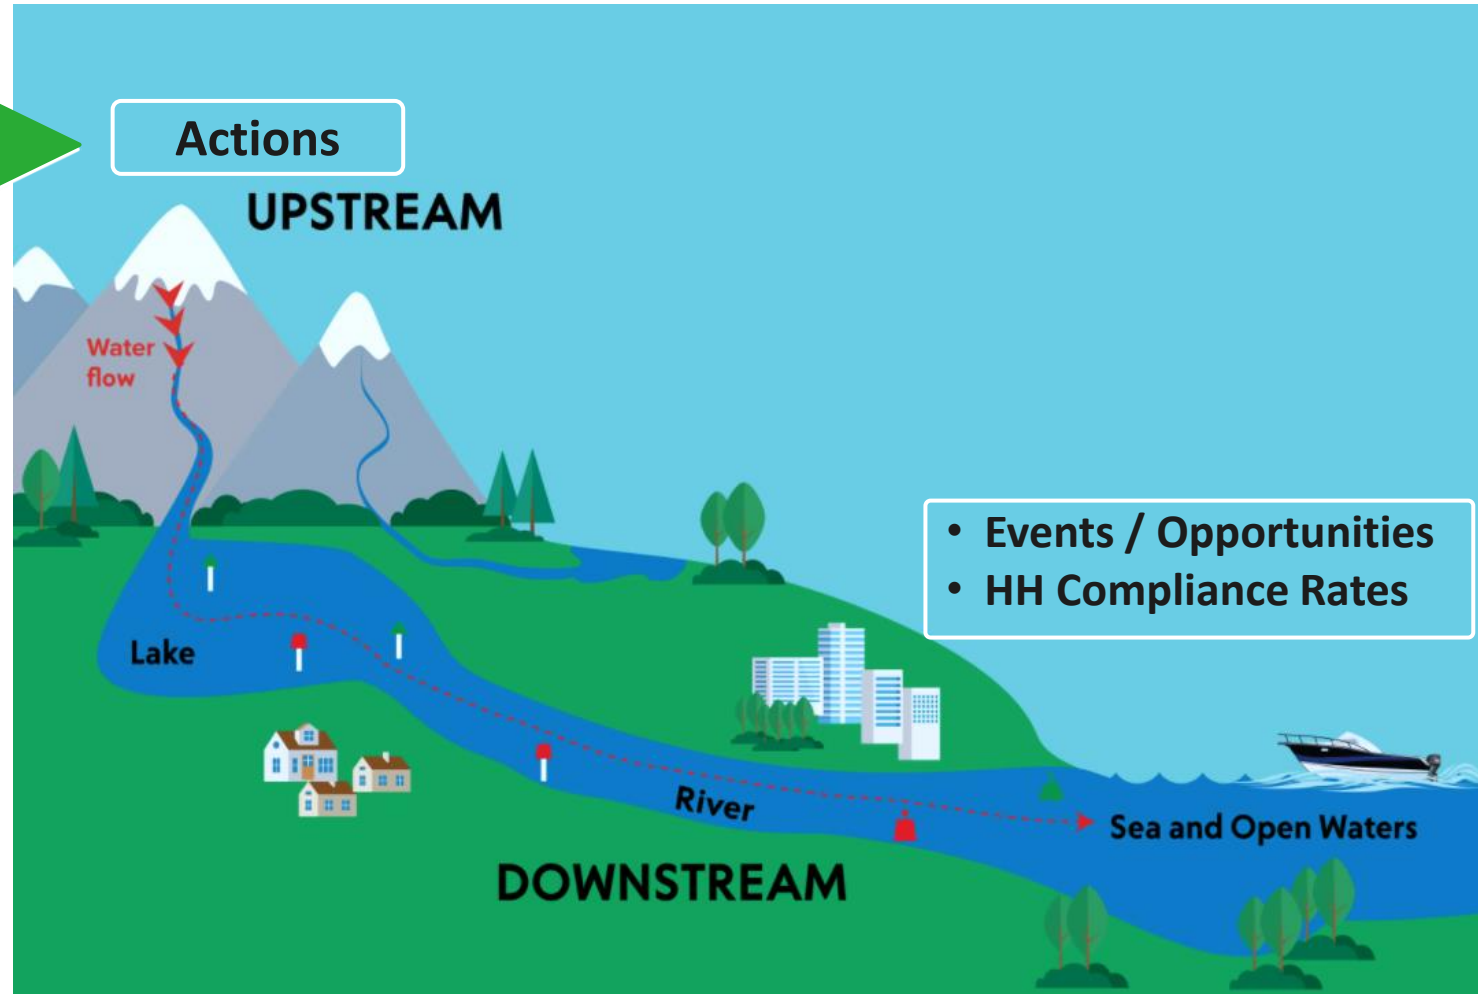 Actions
UPSTREAM
Water
flow
• Events / Opportunities
• HH Compliance Rates
Lake
River
Sea and Open Waters
DOWNSTREAM